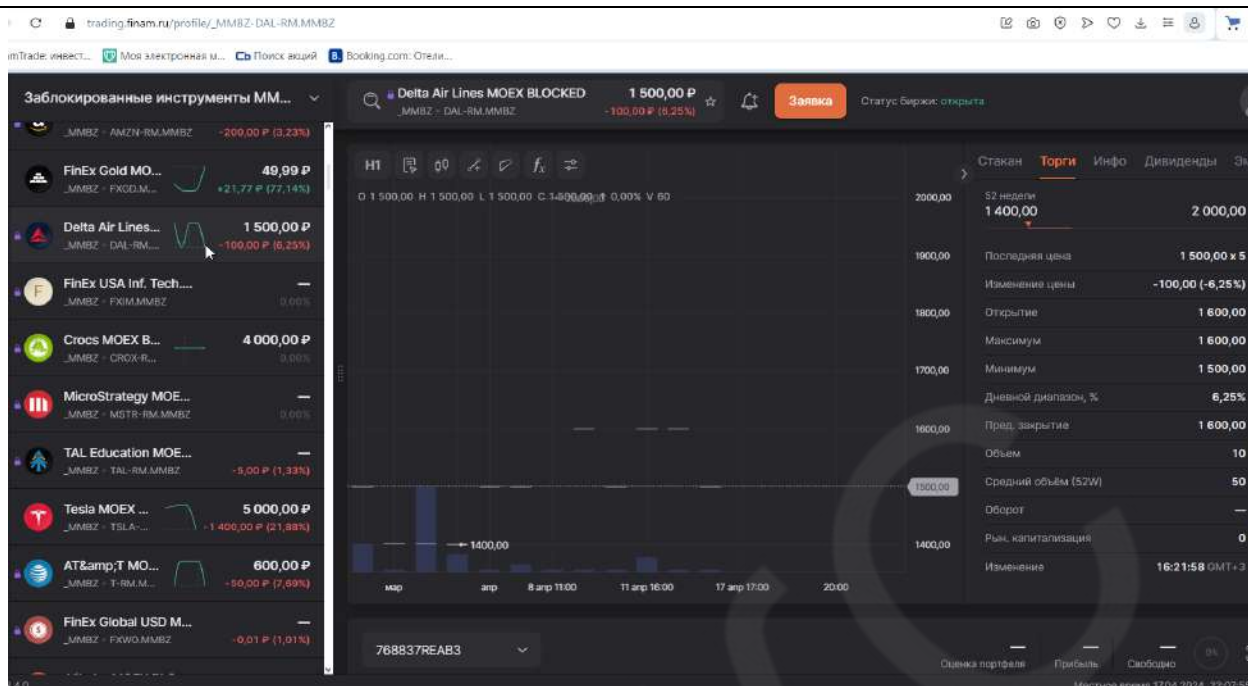 trading.finam.ru/profile/_MMBZ-DAL-RM.MMBZ
mTrade: инвест... Моя электронная м... Сь Поиск акций B. Booking.com: Отели...
Заблокированные инструменты ММ...
Delta Air Lines MOEX BLOCKED 1 500,00 ₽
_MMBZ - DAL-RM.MMBZ -100,00 ₽ (6,25%)
Заявка
Статус биржи: открыта
_MMBZ - AMZN-RM.MMBZ -200,00 ₽ (3,23%)
FinEx Gold MO... 49,99 ₽
_MMBZ - FXGD.M... +21,77 ₽ (77,14%)
Delta Air Lines... 1 500,00 ₽
_MMBZ - DAL-RM.... -100,00 ₽ (6,25%)
F FinEx USA Inf. Tech.... —
_MMBZ - FXIM.MMBZ 0,00%
Crocs MOEX B... 4 000,00 ₽
_MMBZ - CROX-R... 0,00%
MicroStrategy MOE... —
_MMBZ - MSTR-RM.MMBZ 0,00%
TAL Education MOE... —
_MMBZ - TAL-RM.MMBZ -5,00 ₽ (1,33%)
Tesla MOEX ... 5 000,00 ₽
_MMBZ - TSLA-... -1 400,00 ₽ (21,88%)
AT&amp;T MO... 600,00 ₽
_MMBZ - T-RM.M... -50,00 ₽ (7,69%)
FinEx Global USD M... —
_MMBZ - FXWO.MMBZ -0,01 ₽ (1,01%)
H1
O 1 500,00 H 1 500,00 L 1 500,00 C 1 500,00 0,00% V 60
2000,00
1900,00
1800,00
1700,00
1600,00
1500,00
1400,00
1400,00
мар апр 8 апр 11:00 11 апр 16:00 17 апр 17:00 20:00
Стакан Торги Инфо Дивиденды
52 недели
1 400,00 2 000,00
Последняя цена 1 500,00 x 5
Изменение цены -100,00 (-6,25%)
Открытие 1 600,00
Максимум 1 600,00
Минимум 1 500,00
Дневной диапазон, % 6,25%
Пред. закрытие 1 600,00
Объем 10
Средний объём (52W) 50
Оборот —
Рын. капитализация 0
Изменение 16:21:58 GMT+3
768837REAB3
— — — 0%
Оценка портфеля Прибыль Свободно
Местное время 17.04.2024